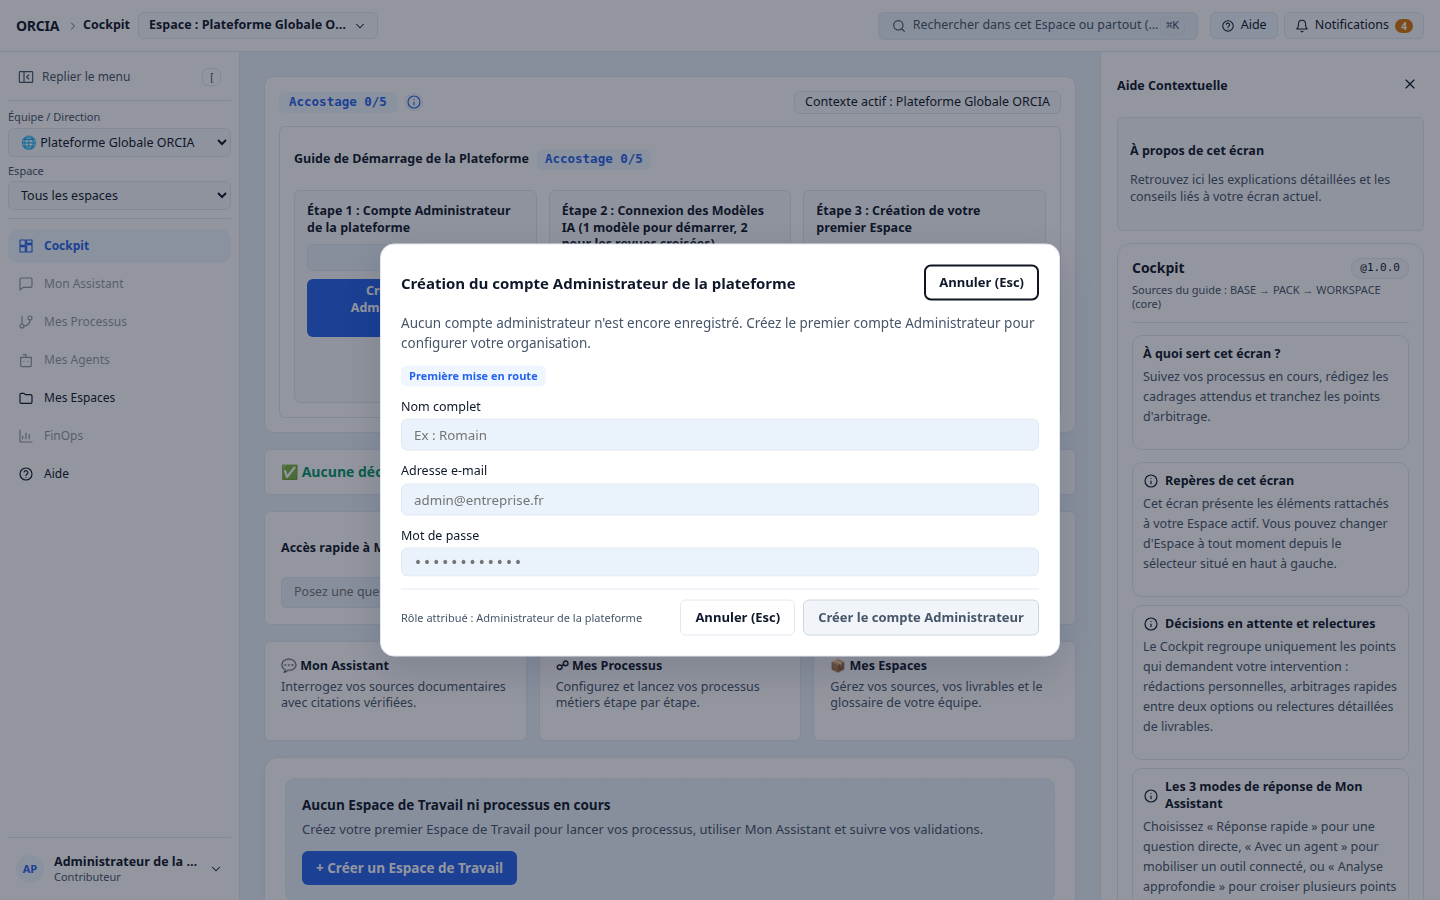 ORCIA
Cockpit
Espace : Plateforme Globale O...
Rechercher dans cet Espace ou partout (... ⌘K
Aide
Notifications 4
Replier le menu [
Équipe / Direction
🌐 Plateforme Globale ORCIA
Espace
Tous les espaces
Cockpit
Mon Assistant
Mes Processus
Mes Agents
Mes Espaces
FinOps
Aide
AP
Administrateur de la ...
Contributeur
Accostage 0/5
Contexte actif : Plateforme Globale ORCIA
Guide de Démarrage de la Plateforme
Accostage 0/5
Étape 1 : Compte Administrateur
de la plateforme
Étape 2 : Connexion des Modèles
IA (1 modèle pour démarrer, 2
pour les revues croisées)
Étape 3 : Création de votre
premier Espace
Création du compte Administrateur de la plateforme
Annuler (Esc)
Aucun compte administrateur n'est encore enregistré. Créez le premier compte Administrateur pour
configurer votre organisation.
Première mise en route
Nom complet
Ex : Romain
Adresse e-mail
admin@entreprise.fr
Mot de passe
••••••••••••
Rôle attribué : Administrateur de la plateforme
Annuler (Esc)
Créer le compte Administrateur
✅ Aucune
Accès rapide à
Posez une
💬 Mon Assistant
Interrogez vos sources documentaires
avec citations vérifiées.
Mes Processus
Configurez et lancez vos processus
métiers étape par étape.
📦 Mes Espaces
Gérez vos sources, vos livrables et le
glossaire de votre équipe.
Aucun Espace de Travail ni processus en cours
Créez votre premier Espace de Travail pour lancer vos processus, utiliser Mon Assistant et suivre vos validations.
+ Créer un Espace de Travail
Aide Contextuelle
À propos de cet écran
Retrouvez ici les explications détaillées et les
conseils liés à votre écran actuel.
Cockpit
@1.0.0
Sources du guide : BASE → PACK → WORKSPACE
(core)
À quoi sert cet écran ?
Suivez vos processus en cours, rédigez les
cadrages attendus et tranchez les points
d'arbitrage.
Repères de cet écran
Cet écran présente les éléments rattachés
à votre Espace actif. Vous pouvez changer
d'Espace à tout moment depuis le
sélecteur situé en haut à gauche.
Décisions en attente et relectures
Le Cockpit regroupe uniquement les points
qui demandent votre intervention :
rédactions personnelles, arbitrages rapides
entre deux options ou relectures détaillées
de livrables.
Les 3 modes de réponse de Mon
Assistant
Choisissez « Réponse rapide » pour une
question directe, « Avec un agent » pour
mobiliser un outil connecté, ou « Analyse
approfondie » pour croiser plusieurs points